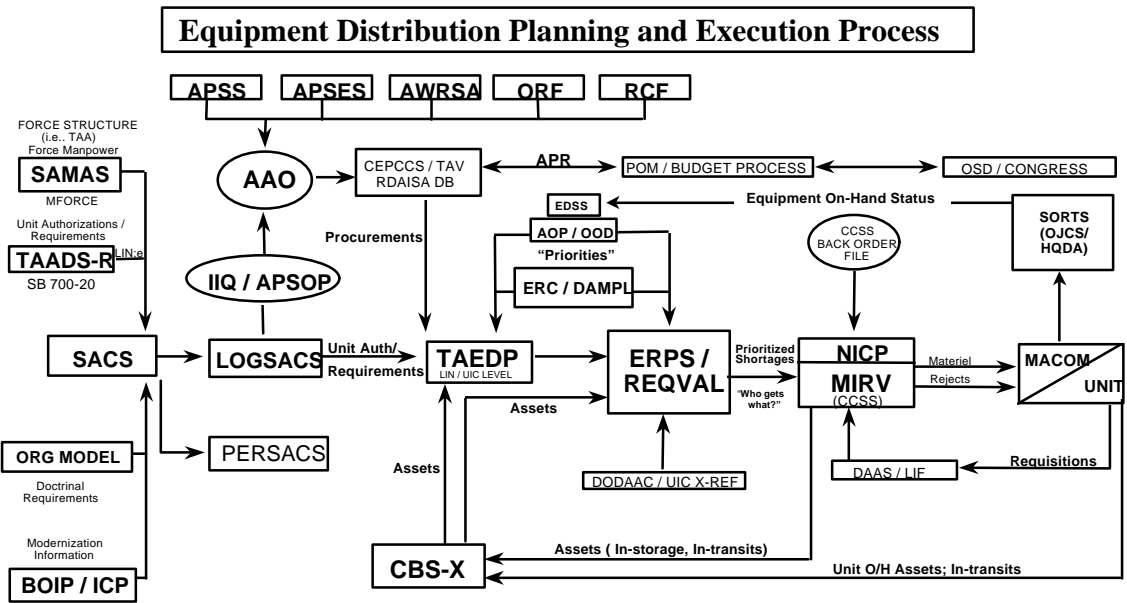 Equipment Distribution Planning and Execution Process
APSS
APSES
AWRSA
ORF
RCF
FORCE STRUCTURE
(i.e.. TAA)
Force Manpower
SAMAS
MFORCE
AAO
CEPCCS / TAV
RDAISA DB
APR
POM / BUDGET PROCESS
OSD / CONGRESS
EDSS
Equipment On-Hand Status
SORTS
(OJCS/
HQDA)
Unit Authorizations /
Requirements
TAADS-R
LIN:e
SB 700-20
Procurements
AOP / OOD
“Priorities”
ERC / DAMPL
CCSS
BACK ORDER
FILE
IIQ / APSOP
SACS
LOGSACS
Unit Auth/
Requirements
TAEDP
LIN / UIC LEVEL
ERPS /
REQVAL
Prioritized
Shortages
"Who gets
what?"
NICP
MIRV
(CCSS)
Materiel
Rejects
MACOM
UNIT
Assets
Assets
ORG MODEL
Doctrinal
Requirements
PERSACS
DODAAC / UIC X-REF
DAAS / LIF
Requisitions
Modernization
Information
BOIP / ICP
CBS-X
Assets ( In-storage, In-transits)
Unit O/H Assets; In-transits